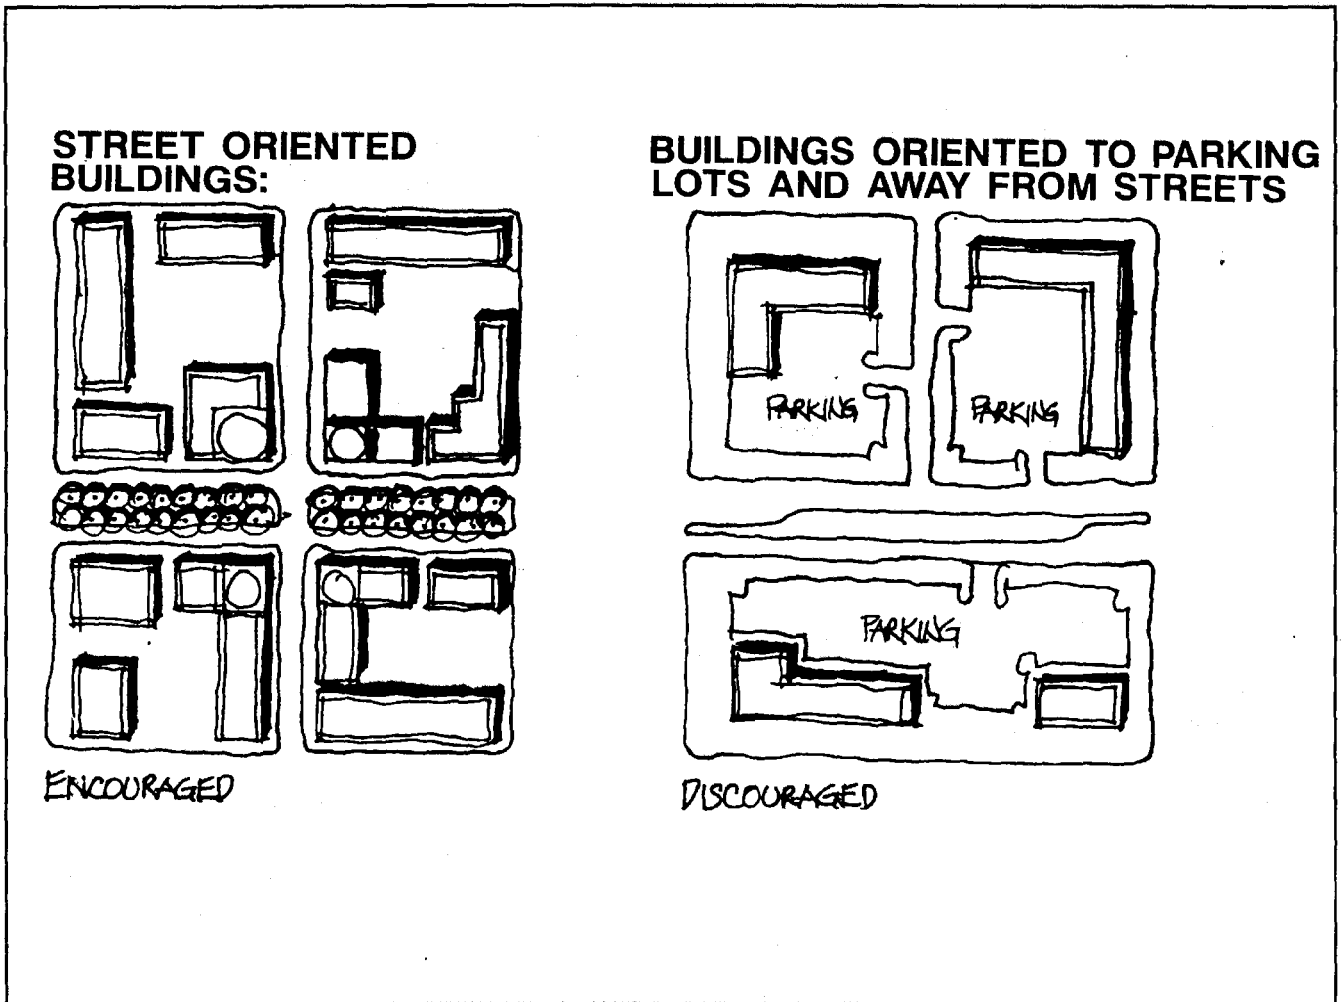 STREET ORIENTED
BUILDINGS:
ENCOURAGED
BUILDINGS ORIENTED TO PARKING
LOTS AND AWAY FROM STREETS
PARKING
PARKING
PARKING
DISCOURAGED